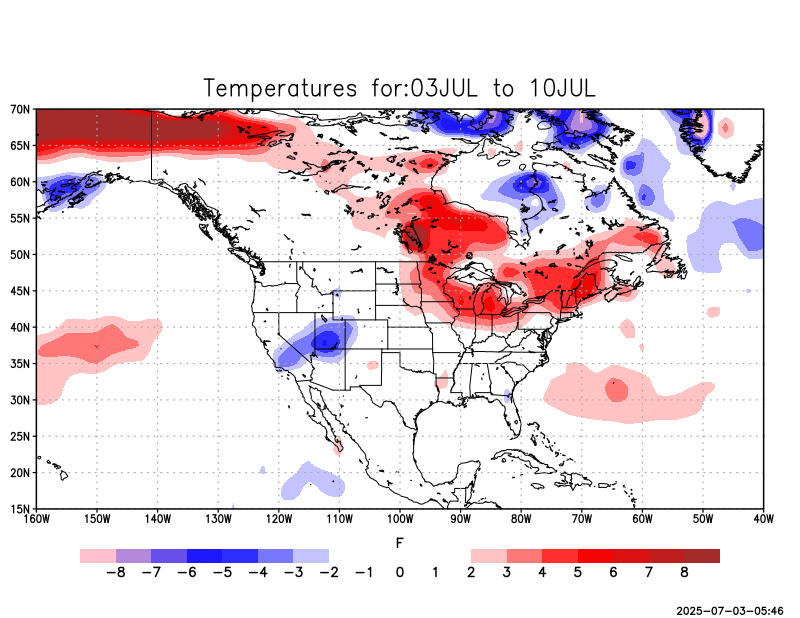 Temperatures for:03JUL to 10JUL
70N
65N
60N
55N
50N
45N
40N
35N
30N
25N
20N
15N
160W 150W 140W 130W 120W 110W 100W 90W 80W 70W 60W 50W 40W
F
-8 -7 -6 -5 -4 -3 -2 -1 0 1 2 3 4 5 6 7 8
2025-07-03-05:46